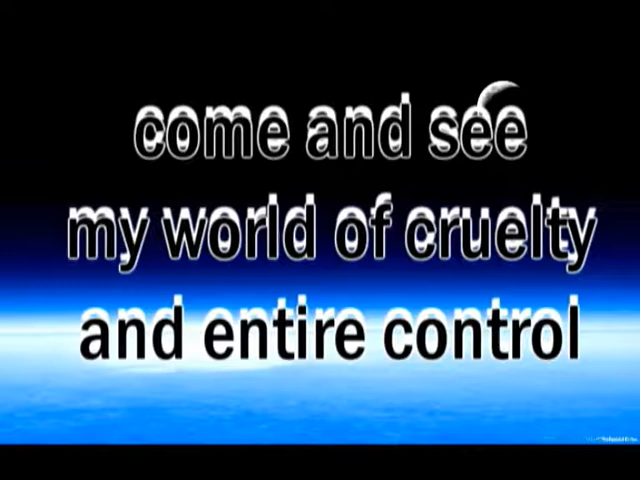 come and see
my world of cruelty
and entire control